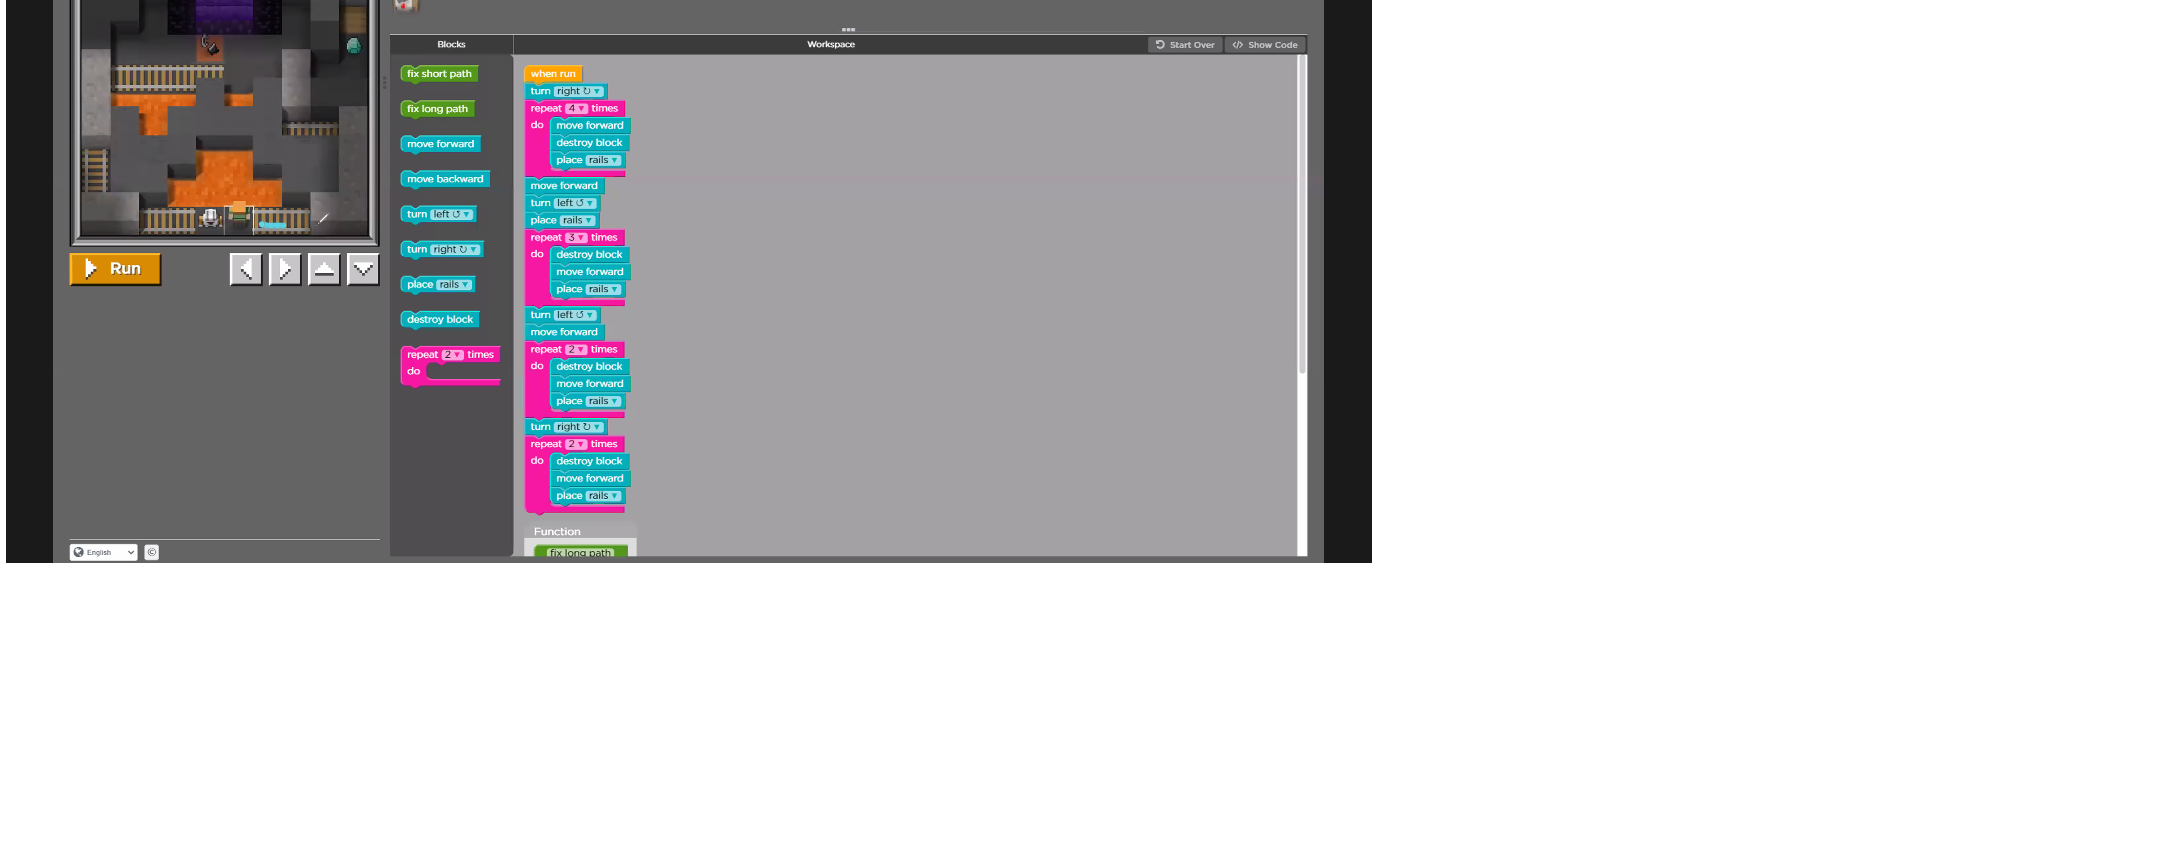 Blocks
Workspace
Start Over
Show Code
fix short path
fix long path
move forward
move backward
turn left ↺
turn right ↻
place rails
destroy block
repeat 2 times
do
when run
turn right ↻
repeat 4 times
do move forward
destroy block
place rails
move forward
turn left ↺
place rails
repeat 3 times
do destroy block
move forward
place rails
turn left ↺
move forward
repeat 2 times
do destroy block
move forward
place rails
turn right ↻
repeat 2 times
do destroy block
move forward
place rails
Function
fix long path
Run
English
©